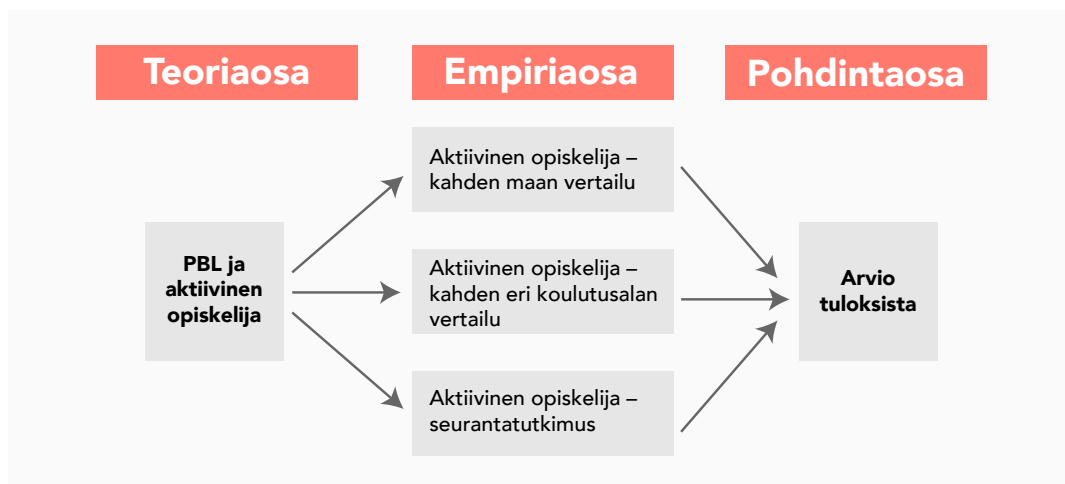 Teoriaosa
Empiriaosa
Pohdintaosa
PBL ja
aktiivinen
opiskelija
Aktiivinen opiskelija –
kahden maan vertailu
Aktiivinen opiskelija –
kahden eri koulutusalan
vertailu
Aktiivinen opiskelija –
seurantatutkimus
Arvio
tuloksista